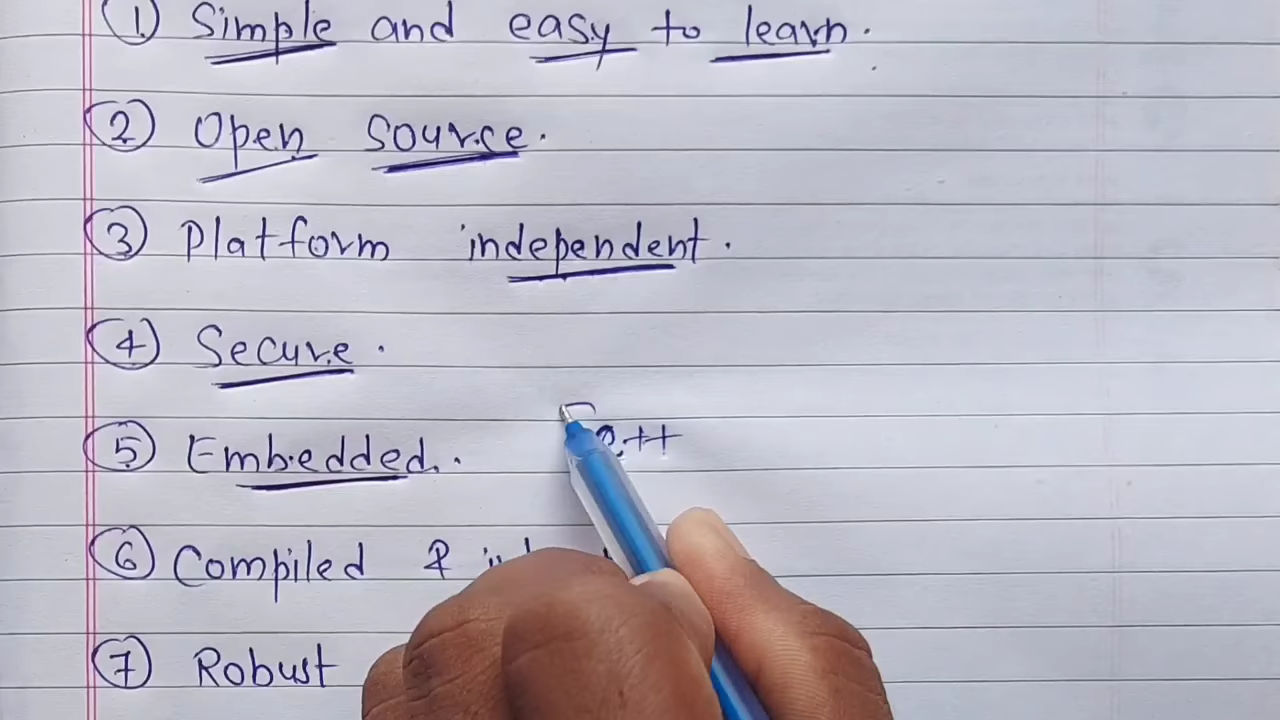 ① Simple and easy to learn.
② Open source.
③ Platform independent.
④ Secure.
⑤ Embedded.
⑥ Compiled &
⑦ Robust